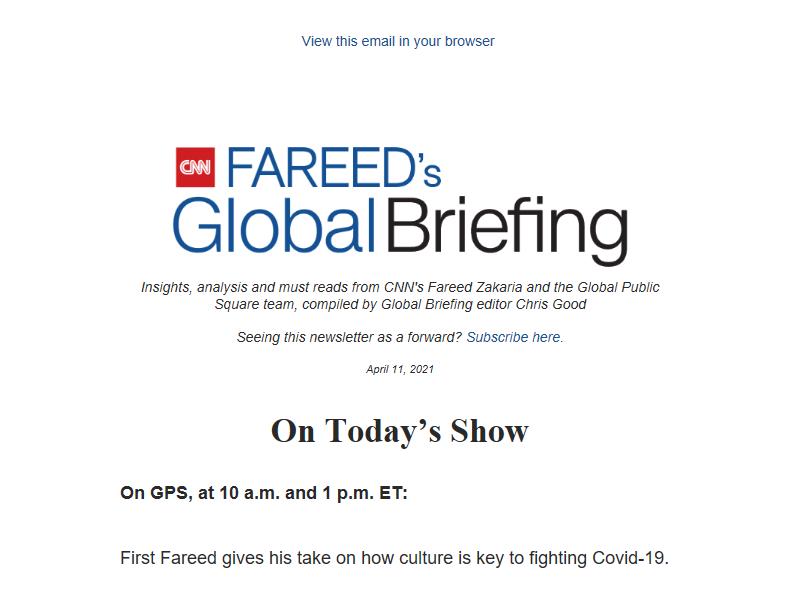 View this email in your browser
CNN FAREED's
Global Briefing
Insights, analysis and must reads from CNN's Fareed Zakaria and the Global Public
Square team, compiled by Global Briefing editor Chris Good
Seeing this newsletter as a forward? Subscribe here.
April 11, 2021
On Today’s Show
On GPS, at 10 a.m. and 1 p.m. ET:
First Fareed gives his take on how culture is key to fighting Covid-19.